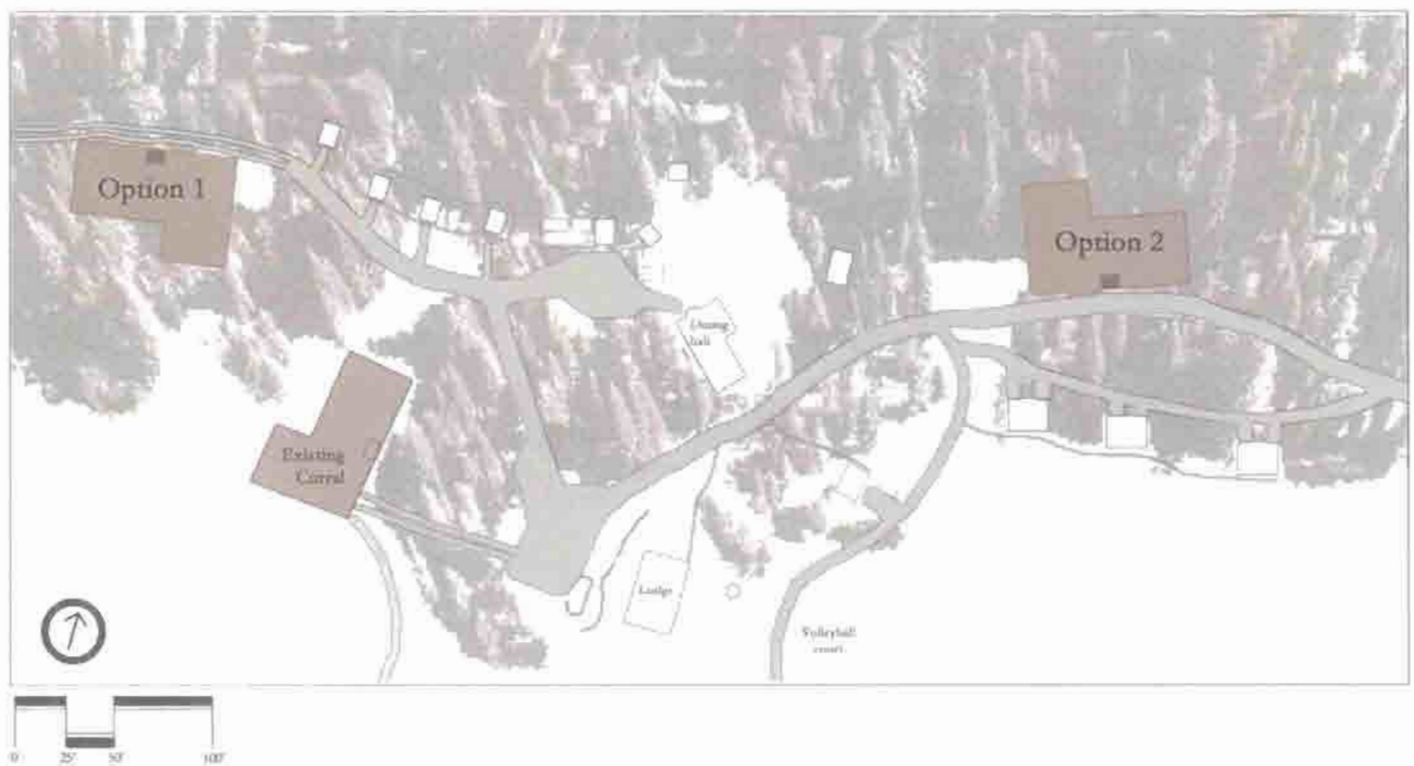 Option 1
Option 2
Dining
hall
Existing
Corral
Lodge
Volleyball
court
0
25'
50'
100'